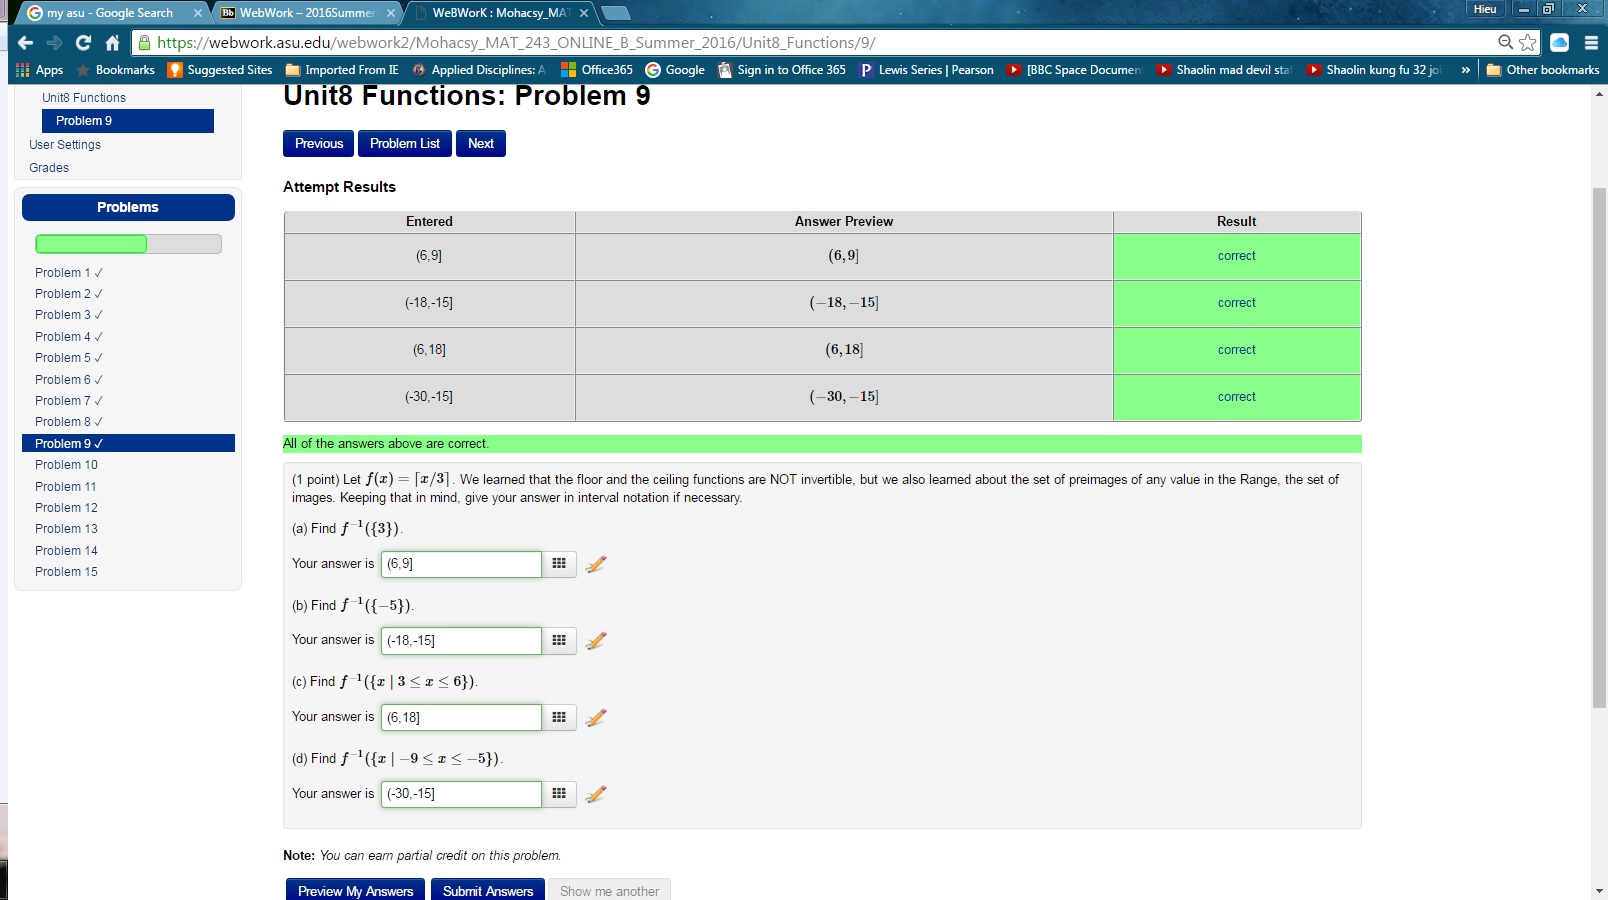 my asu - Google Search
WebWork – 2016Summer
WeBWorK : Mohacsy_MA
Hieu
https://webwork.asu.edu/webwork2/Mohacsy_MAT_243_ONLINE_B_Summer_2016/Unit8_Functions/9/
Apps Bookmarks Suggested Sites Imported From IE Applied Disciplines: A Office365 Google Sign in to Office 365 Lewis Series | Pearson [BBC Space Documen Shaolin mad devil sta Shaolin kung fu 32 joi » Other bookmarks
Unit8 Functions
Problem 9
User Settings
Grades
Problems
Problem 1 ✓
Problem 2 ✓
Problem 3 ✓
Problem 4 ✓
Problem 5 ✓
Problem 6 ✓
Problem 7 ✓
Problem 8 ✓
Problem 9 ✓
Problem 10
Problem 11
Problem 12
Problem 13
Problem 14
Problem 15
Unit8 Functions: Problem 9
Previous Problem List Next
Attempt Results
Entered Answer Preview Result
(6,9] (6,9] correct
(-18,-15] (−18,−15] correct
(6,18] (6,18] correct
(-30,-15] (−30,−15] correct
All of the answers above are correct.
(1 point) Let f(x) = ⌈x/3⌉. We learned that the floor and the ceiling functions are NOT invertible, but we also learned about the set of preimages of any value in the Range, the set of
images. Keeping that in mind, give your answer in interval notation if necessary.
(a) Find f⁻¹({3}).
Your answer is (6,9]
(b) Find f⁻¹({−5}).
Your answer is (-18,-15]
(c) Find f⁻¹({x | 3 ≤ x ≤ 6}).
Your answer is (6,18]
(d) Find f⁻¹({x | −9 ≤ x ≤ −5}).
Your answer is (-30,-15]
Note: You can earn partial credit on this problem.
Preview My Answers Submit Answers Show me another